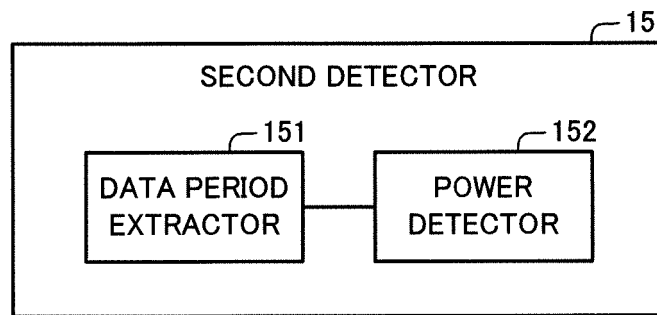 15
SECOND DETECTOR
151
152
DATA PERIOD
EXTRACTOR
POWER
DETECTOR